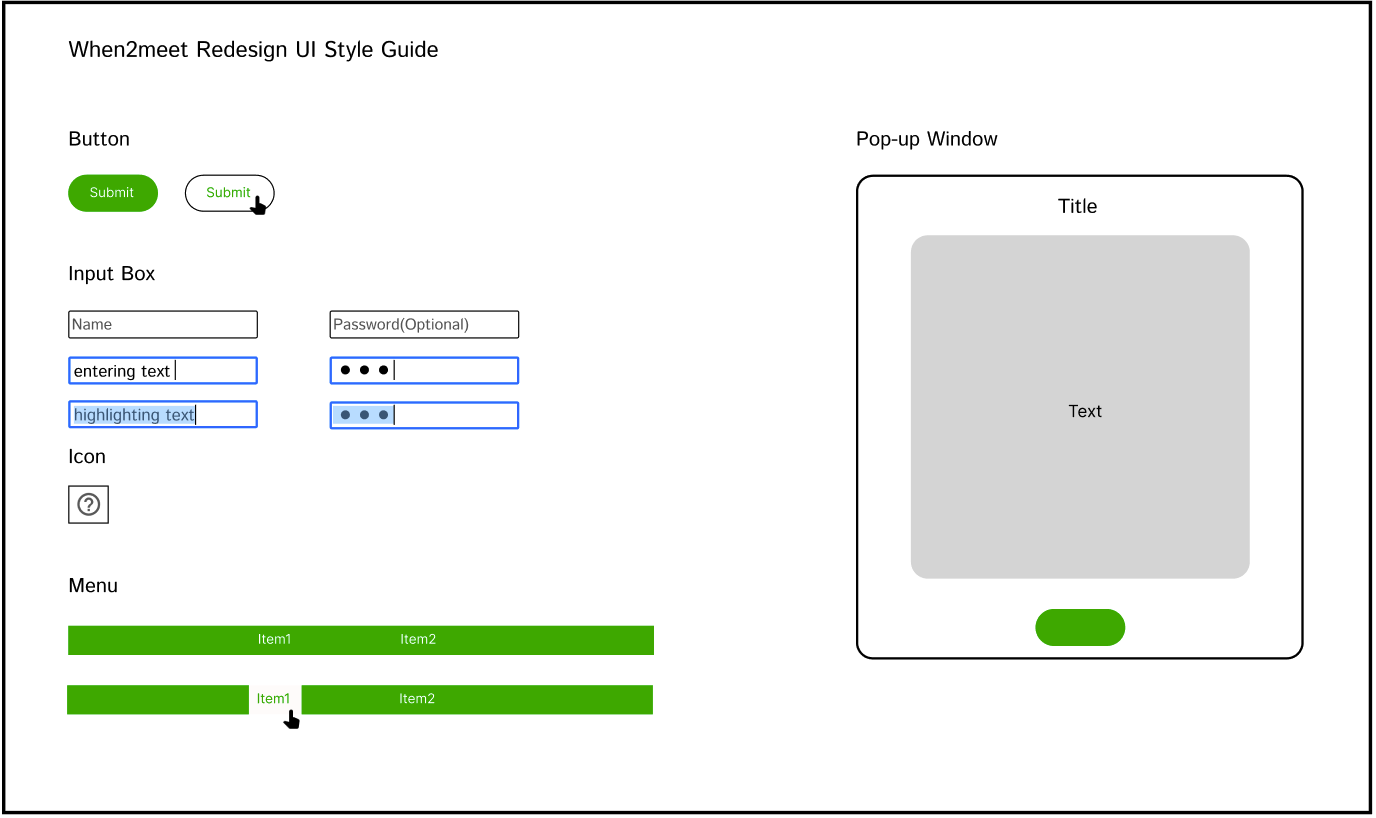 When2meet Redesign UI Style Guide
Button
Submit
Submit
Input Box
Name
Password(Optional)
entering text
highlighting text
Icon
?
Menu
Item1 Item2
Item1 Item2
Pop-up Window
Title
Text